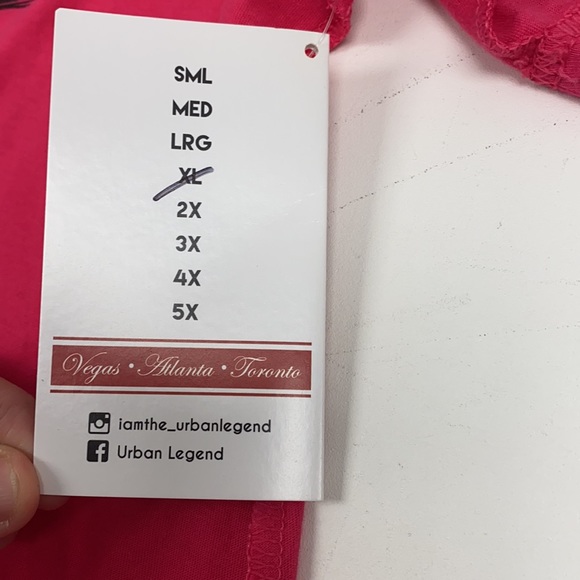 SML
MED
LRG
XL
2X
3X
4X
5X
Vegas • Atlanta • Toronto
iamthe_urbanlegend
Urban Legend